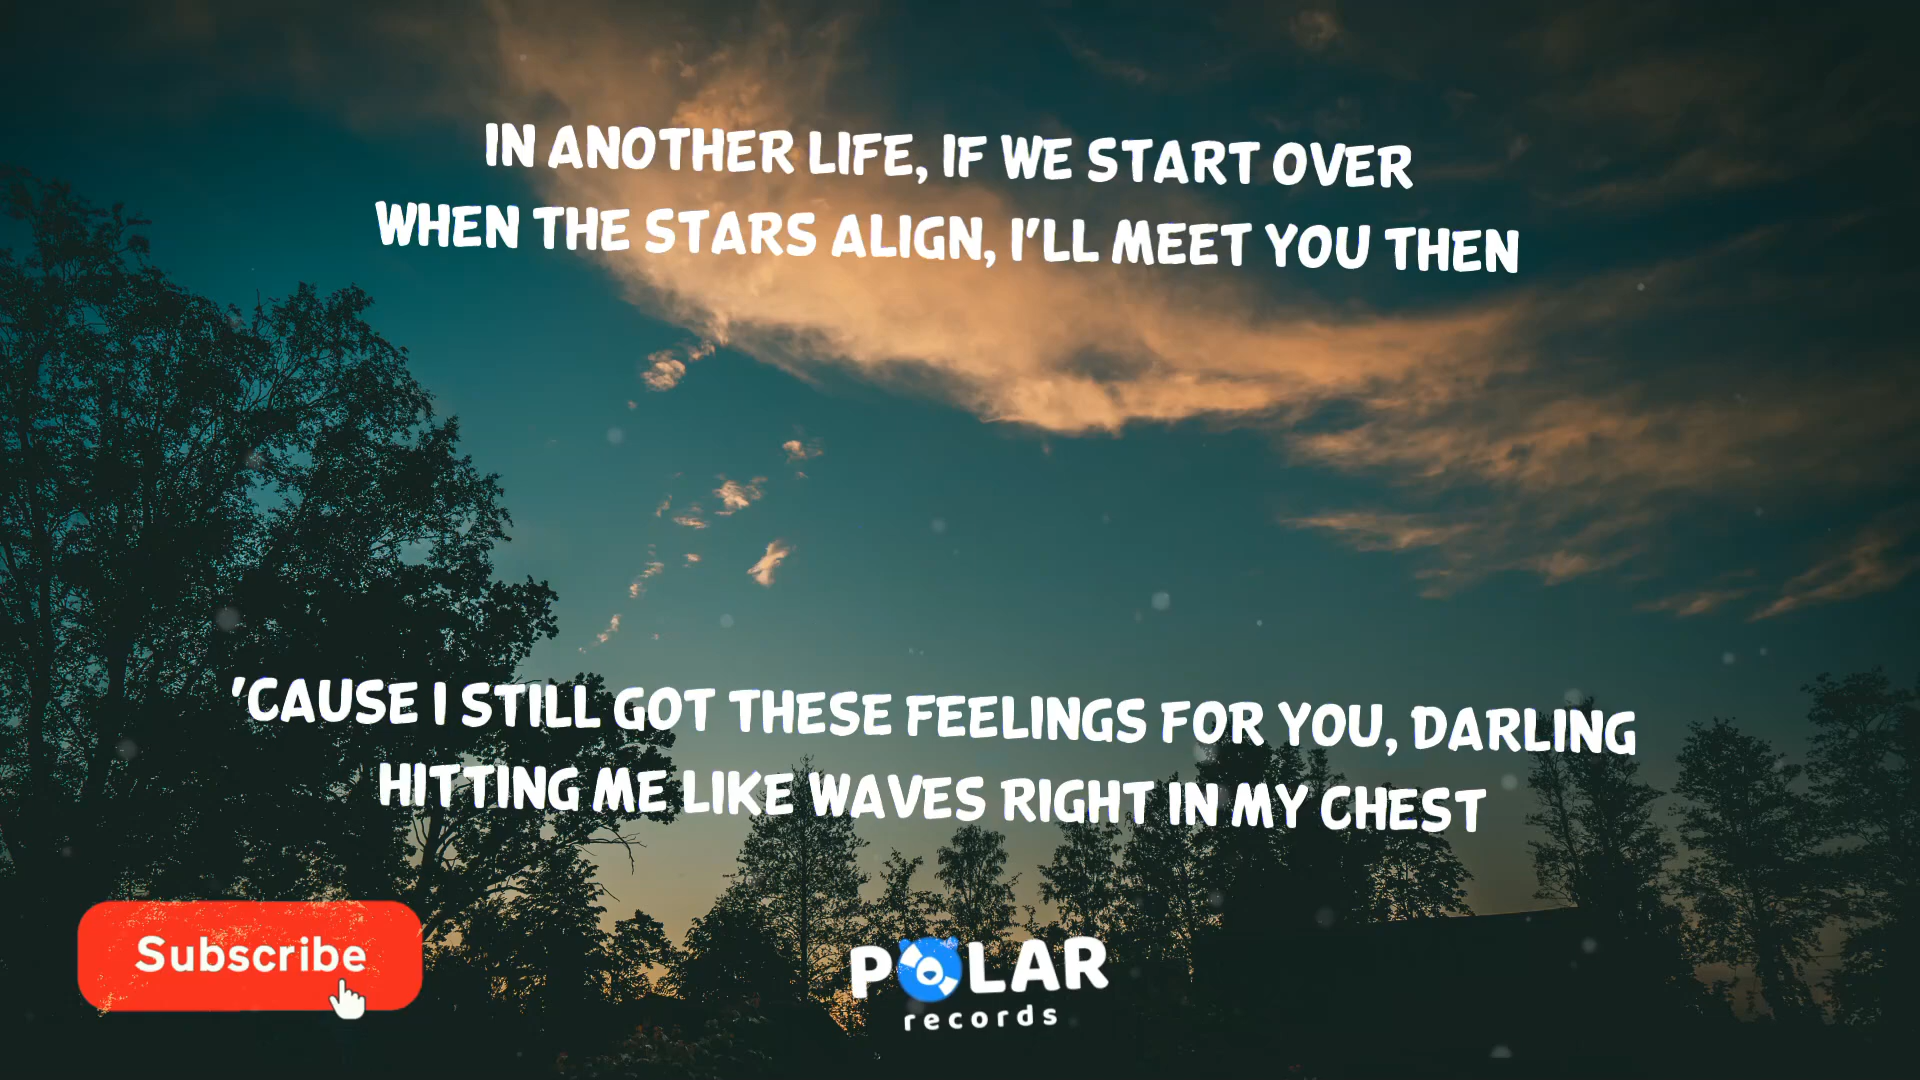 IN ANOTHER LIFE, IF WE START OVER
WHEN THE STARS ALIGN, I'LL MEET YOU THEN
'CAUSE I STILL GOT THESE FEELINGS FOR YOU, DARLING
HITTING ME LIKE WAVES RIGHT IN MY CHEST
Subscribe
POLAR
records